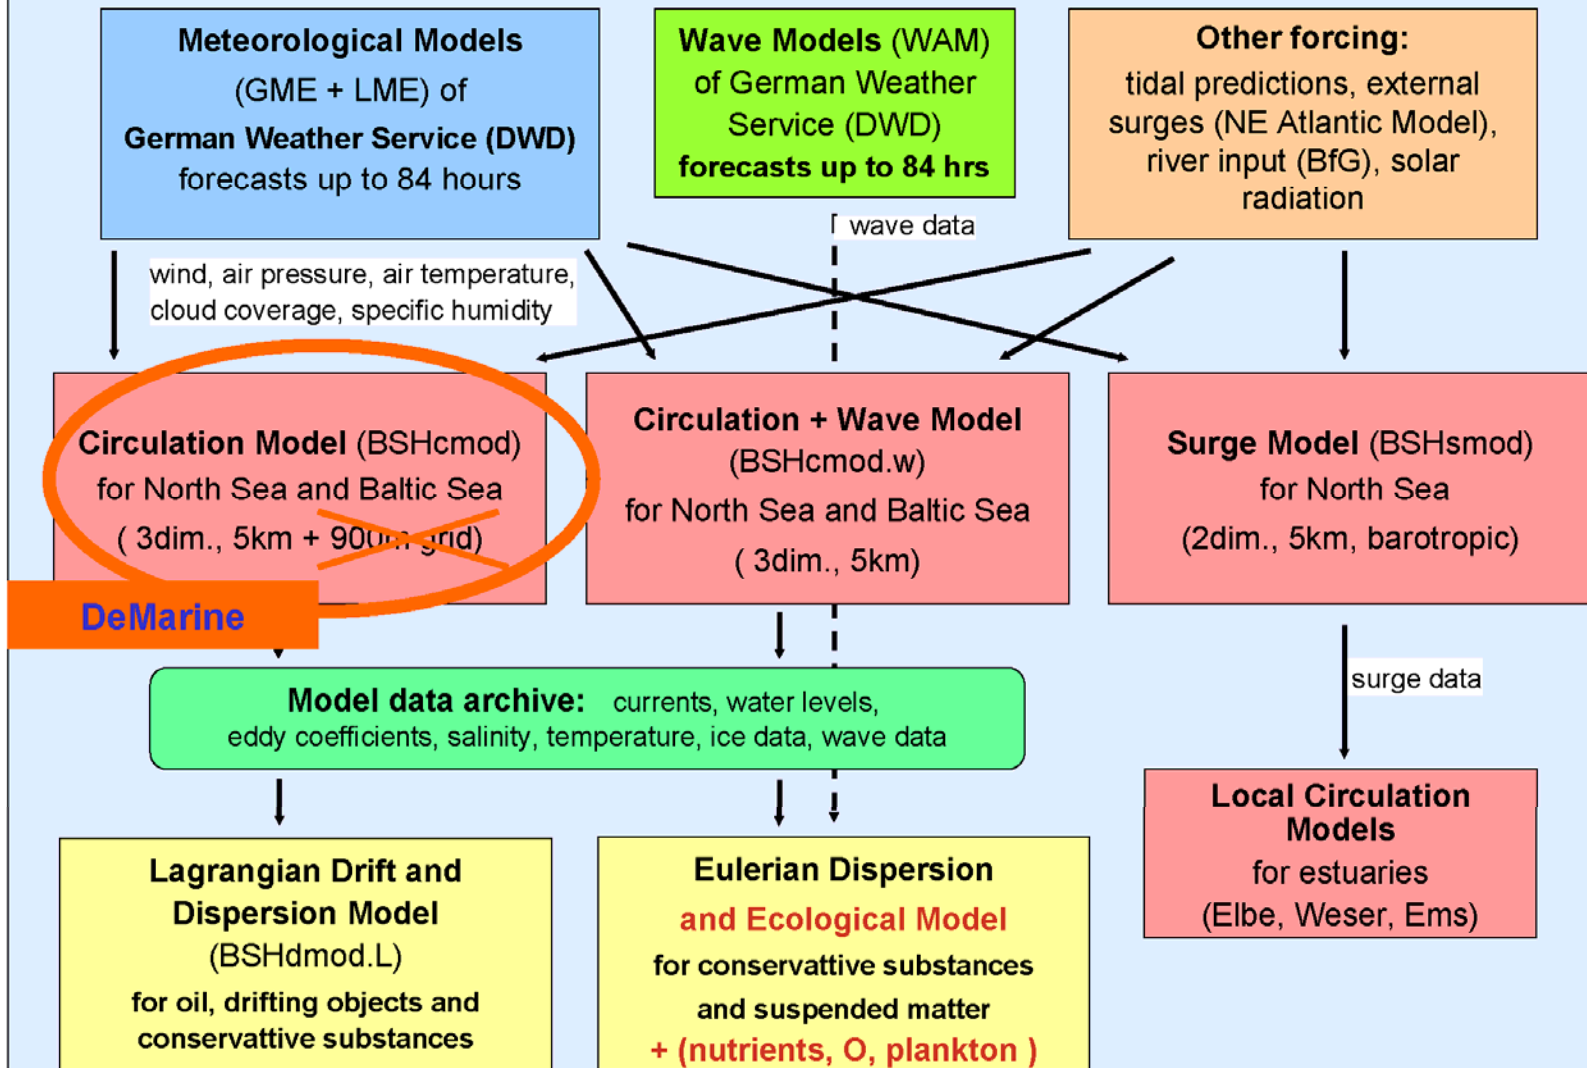 Meteorological Models
(GME + LME) of
German Weather Service (DWD)
forecasts up to 84 hours
Wave Models (WAM)
of German Weather
Service (DWD)
forecasts up to 84 hrs
Other forcing:
tidal predictions, external
surges (NE Atlantic Model),
river input (BfG), solar
radiation
wave data
wind, air pressure, air temperature,
cloud coverage, specific humidity
Circulation Model (BSHcmod)
for North Sea and Baltic Sea
( 3dim., 5km + 900m grid)
Circulation + Wave Model
(BSHcmod.w)
for North Sea and Baltic Sea
( 3dim., 5km)
Surge Model (BSHsmod)
for North Sea
(2dim., 5km, barotropic)
DeMarine
surge data
Model data archive: currents, water levels,
eddy coefficients, salinity, temperature, ice data, wave data
Lagrangian Drift and
Dispersion Model
(BSHdmod.L)
for oil, drifting objects and
conservattive substances
Eulerian Dispersion
and Ecological Model
for conservattive substances
and suspended matter
+ (nutrients, O, plankton )
Local Circulation
Models
for estuaries
(Elbe, Weser, Ems)